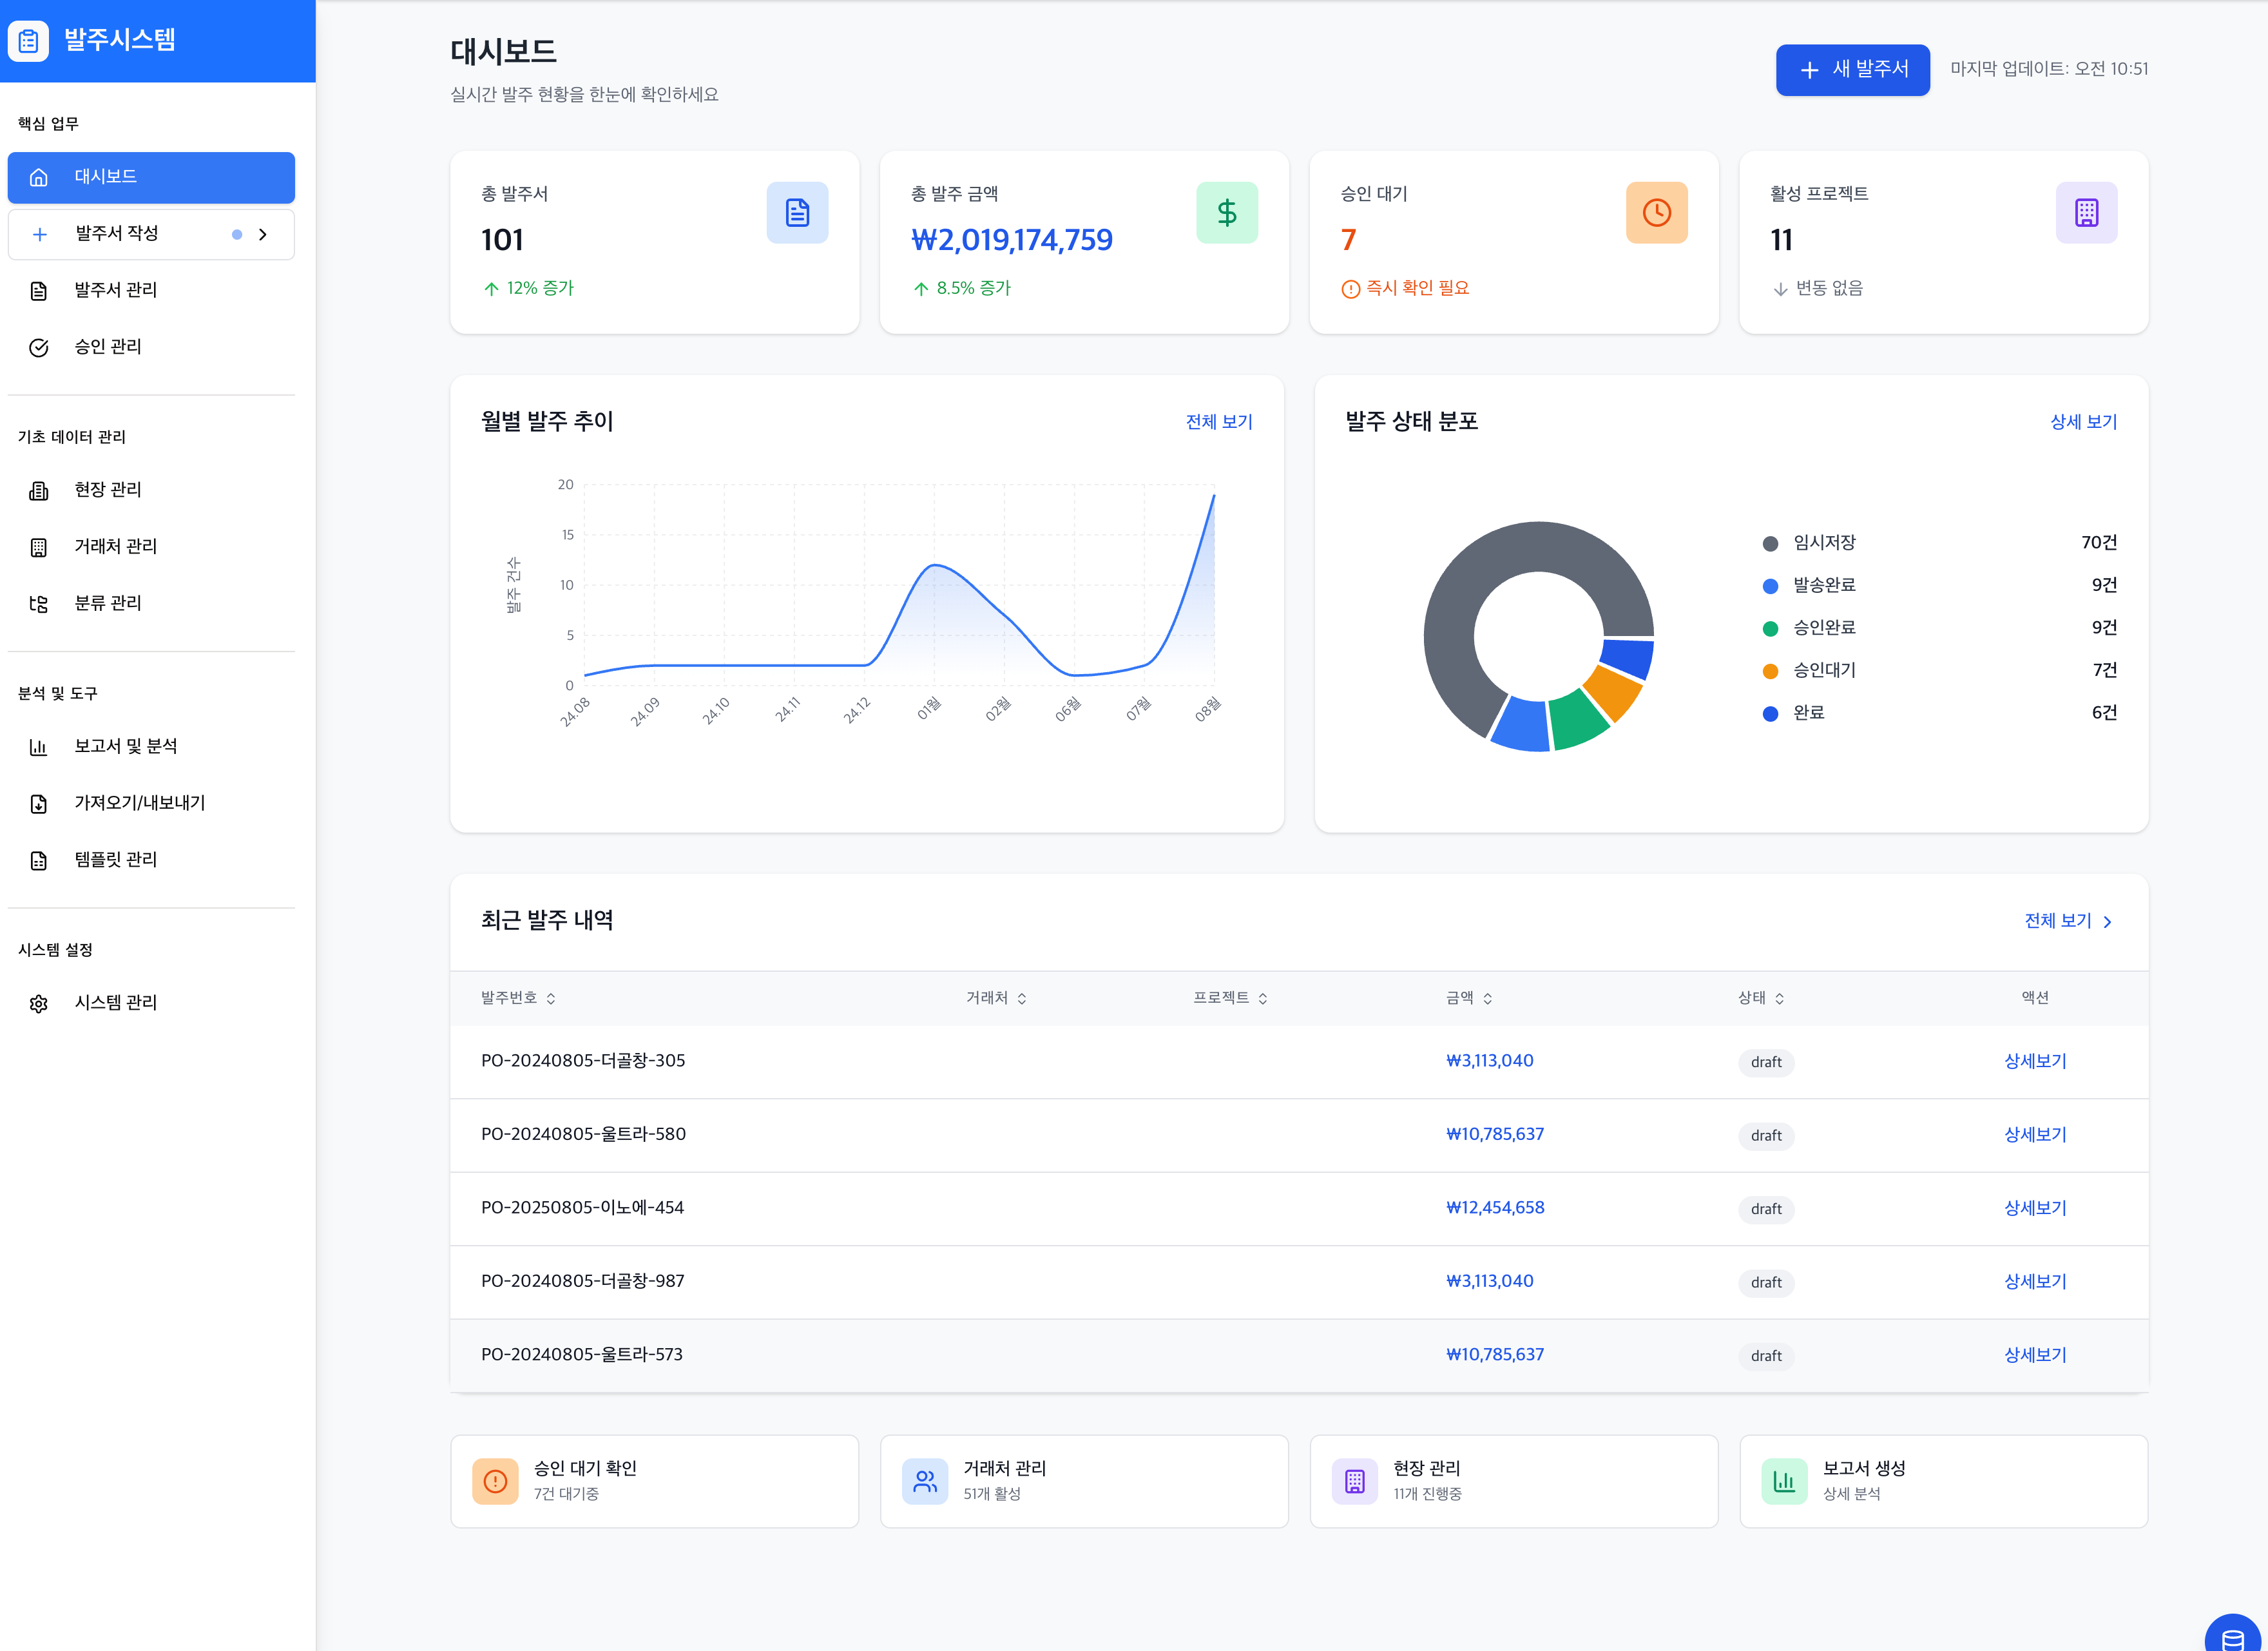 발주시스템
핵심 업무
대시보드
발주서 작성
발주서 관리
승인 관리
기초 데이터 관리
현장 관리
거래처 관리
분류 관리
분석 및 도구
보고서 및 분석
가져오기/내보내기
템플릿 관리
시스템 설정
시스템 관리
대시보드
실시간 발주 현황을 한눈에 확인하세요
새 발주서
마지막 업데이트: 오전 10:51
총 발주서
101
12% 증가
총 발주 금액
₩2,019,174,759
8.5% 증가
승인 대기
7
즉시 확인 필요
활성 프로젝트
11
변동 없음
월별 발주 추이
전체 보기
발주 건수
20
15
10
5
0
24.08
24.09
24.10
24.11
24.12
01월
02월
06월
07월
08월
발주 상태 분포
상세 보기
임시저장 70건
발송완료 9건
승인완료 9건
승인대기 7건
완료 6건
최근 발주 내역
전체 보기
발주번호 거래처 프로젝트 금액 상태 액션
PO-20240805-더골창-305 ₩3,113,040 draft 상세보기
PO-20240805-울트라-580 ₩10,785,637 draft 상세보기
PO-20250805-이노에-454 ₩12,454,658 draft 상세보기
PO-20240805-더골창-987 ₩3,113,040 draft 상세보기
PO-20240805-울트라-573 ₩10,785,637 draft 상세보기
승인 대기 확인
7건 대기중
거래처 관리
51개 활성
현장 관리
11개 진행중
보고서 생성
상세 분석